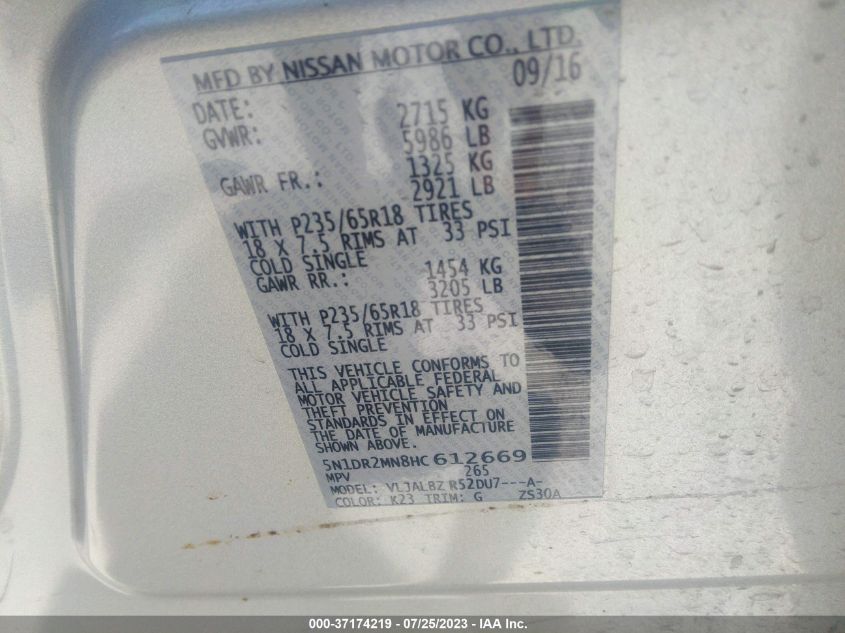 MFD BY NISSAN MOTOR CO., LTD.
DATE: 09/16
GVWR: 2715 KG
5986 LB
GAWR FR.: 1325 KG
2921 LB
WITH P235/65R18 TIRES
18 X 7.5 RIMS AT 33 PSI
COLD SINGLE
GAWR RR.: 1454 KG
3205 LB
WITH P235/65R18 TIRES
18 X 7.5 RIMS AT 33 PSI
COLD SINGLE
THIS VEHICLE CONFORMS TO
ALL APPLICABLE FEDERAL
MOTOR VEHICLE SAFETY AND
THEFT PREVENTION
STANDARDS IN EFFECT ON
THE DATE OF MANUFACTURE
SHOWN ABOVE.
5N1DR2MN8HC612669
MPV 265
MODEL: VLJALBZ R52DU7---A-
COLOR: K23 TRIM: G ZS30A
000-37174219 - 07/25/2023 - Copyright IAA, Inc.